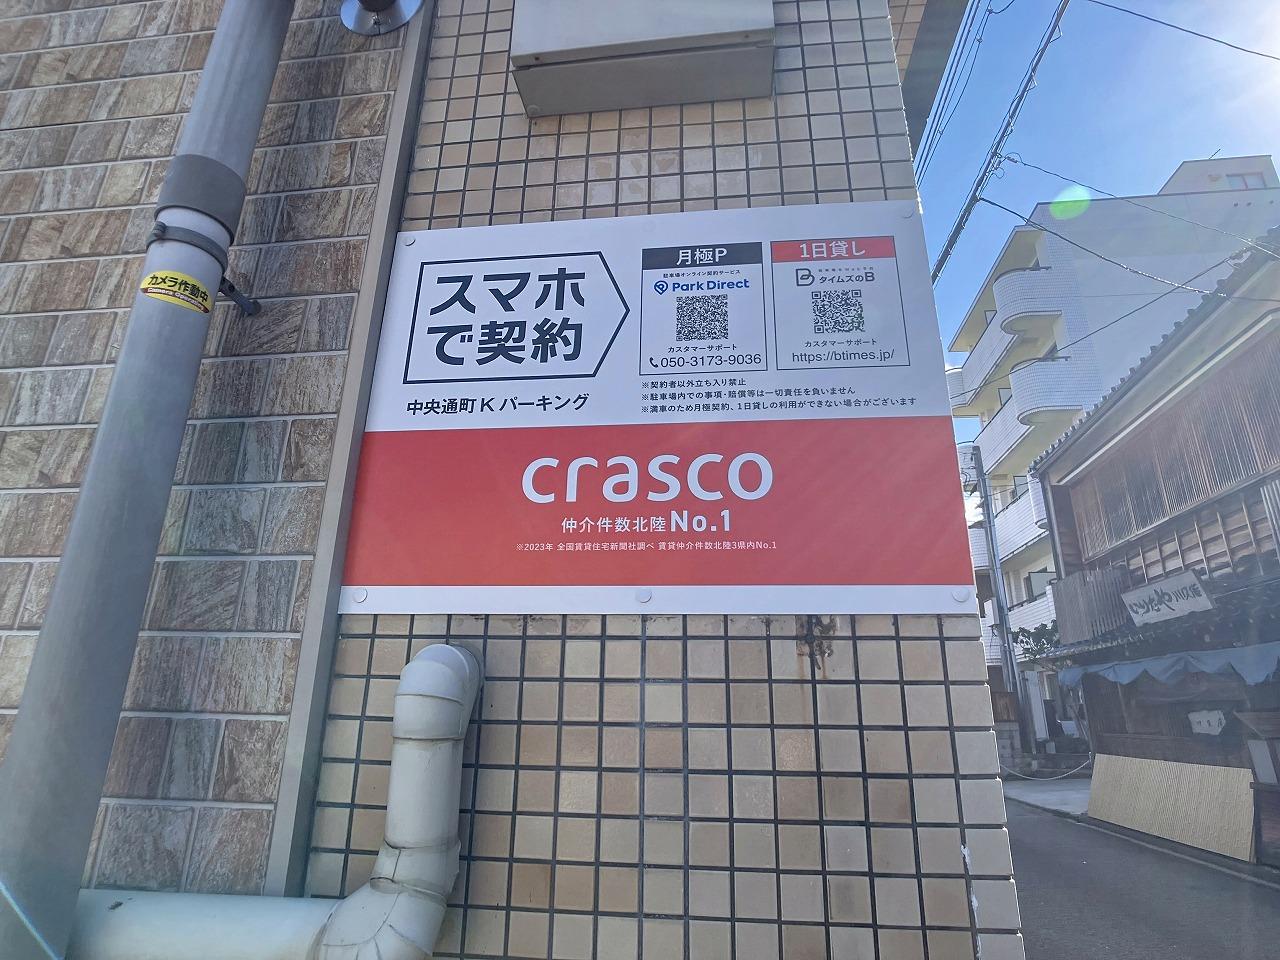 カメラ作動中
Camera Operating
スマホ
で契約
中央通町Kパーキング
月極P
駐車場オンライン契約サービス
Park Direct
カスタマーサポート
050-3173-9036
1日貸し
タイムズのB
カスタマーサポート
https://btimes.jp/
※契約者以外立ち入り禁止
※駐車場内での事項・賠償等は一切責任を負いません
※満車のため月極契約、1日貸しの利用ができない場合がございます
crasco
仲介件数北陸No.1
※2023年 全国賃貸住宅新聞社調べ 賃貸仲介件数北陸3県内No.1